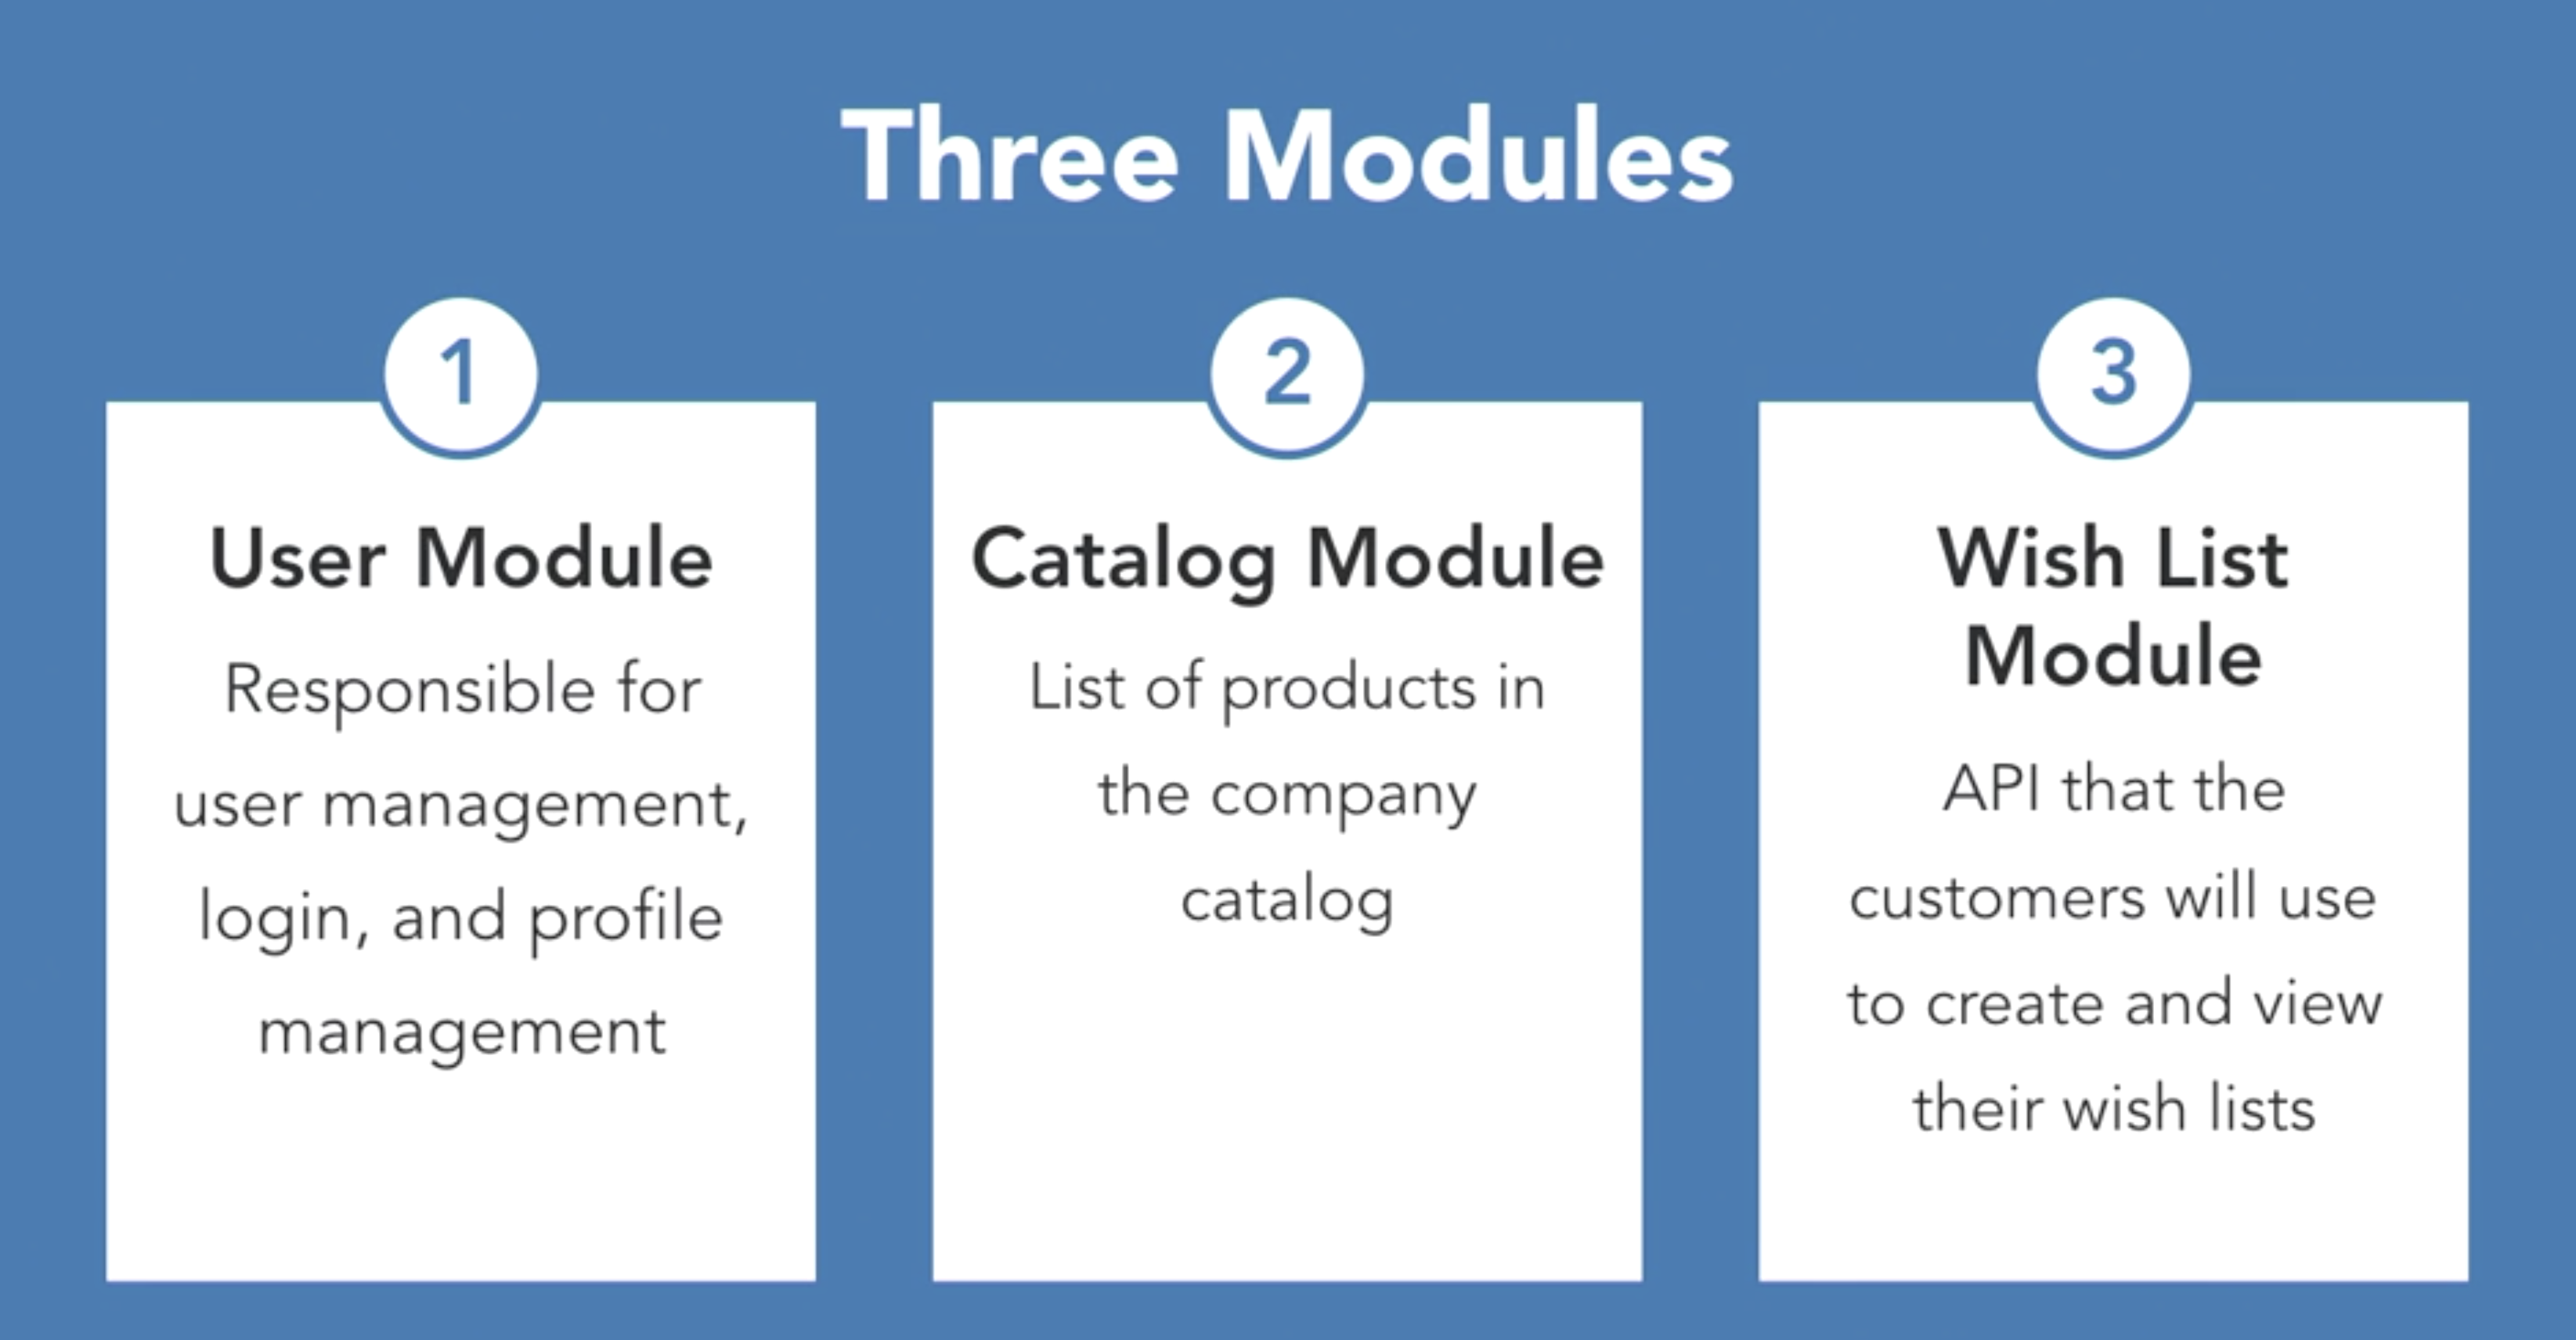 Three Modules
1
User Module
Responsible for
user management,
login, and profile
management
2
Catalog Module
List of products in
the company
catalog
3
Wish List
Module
API that the
customers will use
to create and view
their wish lists